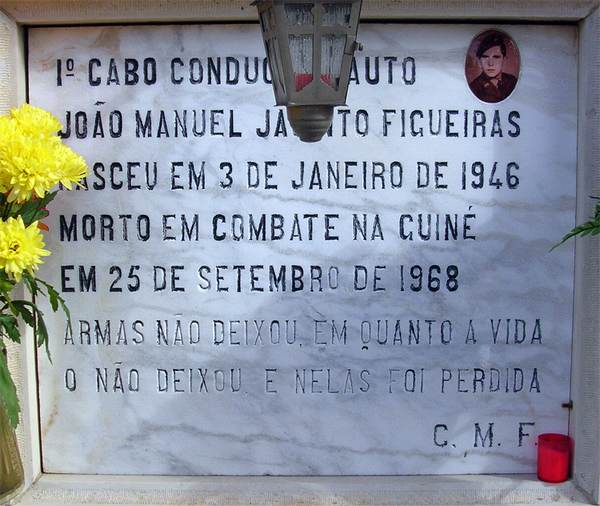 1º CABO AUTO
JOÃO MANUEL JACINTO FIGUEIRAS
NASCEU EM 3 DE JANEIRO DE 1946
MORTO EM COMBATE NA GUINÉ
EM 25 DE SETEMBRO DE 1968
ARMAS NÃO DEIXOU, EM QUANTO A VIDA
O NÃO DEIXOU, E NELAS FOI PERDIDA
C. M. F.